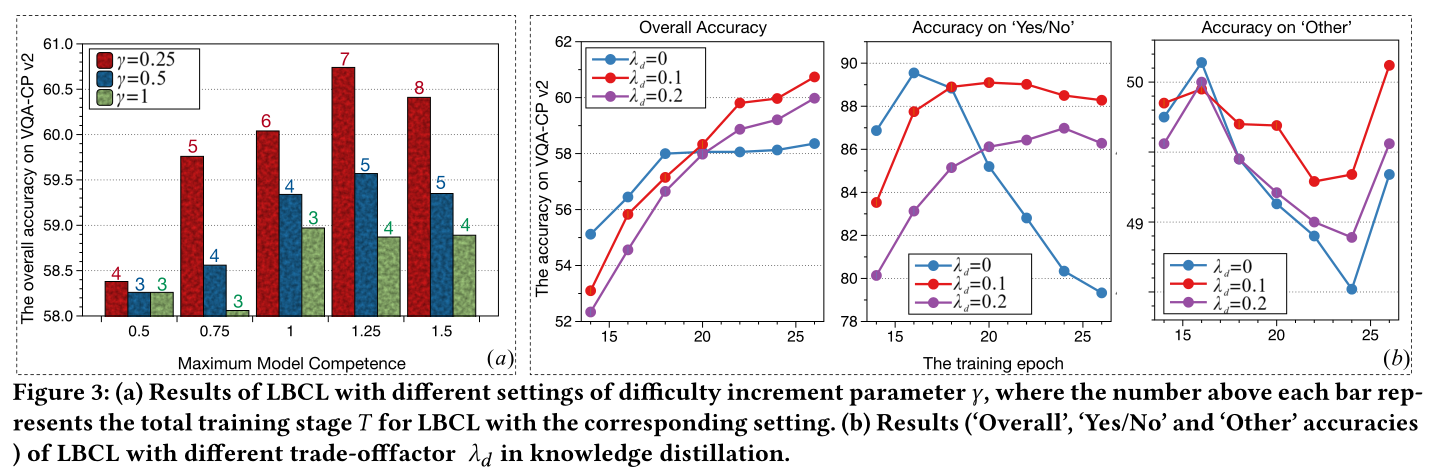 The overall accuracy on VQA-CP v2
61.0
60.5
60.0
59.5
59.0
58.5
58.0
γ=0.25
γ=0.5
γ=1
4 3 3
5 4 3
6 4 3
7 5 4
8 5 4
0.5 0.75 1 1.25 1.5
Maximum Model Competence
(a)
Overall Accuracy
The accuracy on VQA-CP v2
62
60
58
56
54
52
λd=0
λd=0.1
λd=0.2
15 20 25
Accuracy on ‘Yes/No’
90
88
86
84
82
80
78
λd=0
λd=0.1
λd=0.2
15 20 25
The training epoch
Accuracy on ‘Other’
50
49
λd=0
λd=0.1
λd=0.2
15 20 25
(b)
Figure 3: (a) Results of LBCL with different settings of difficulty increment parameter γ, where the number above each bar rep-
resents the total training stage T for LBCL with the corresponding setting. (b) Results (‘Overall’, ‘Yes/No’ and ‘Other’ accuracies
) of LBCL with different trade-offfactor λd in knowledge distillation.